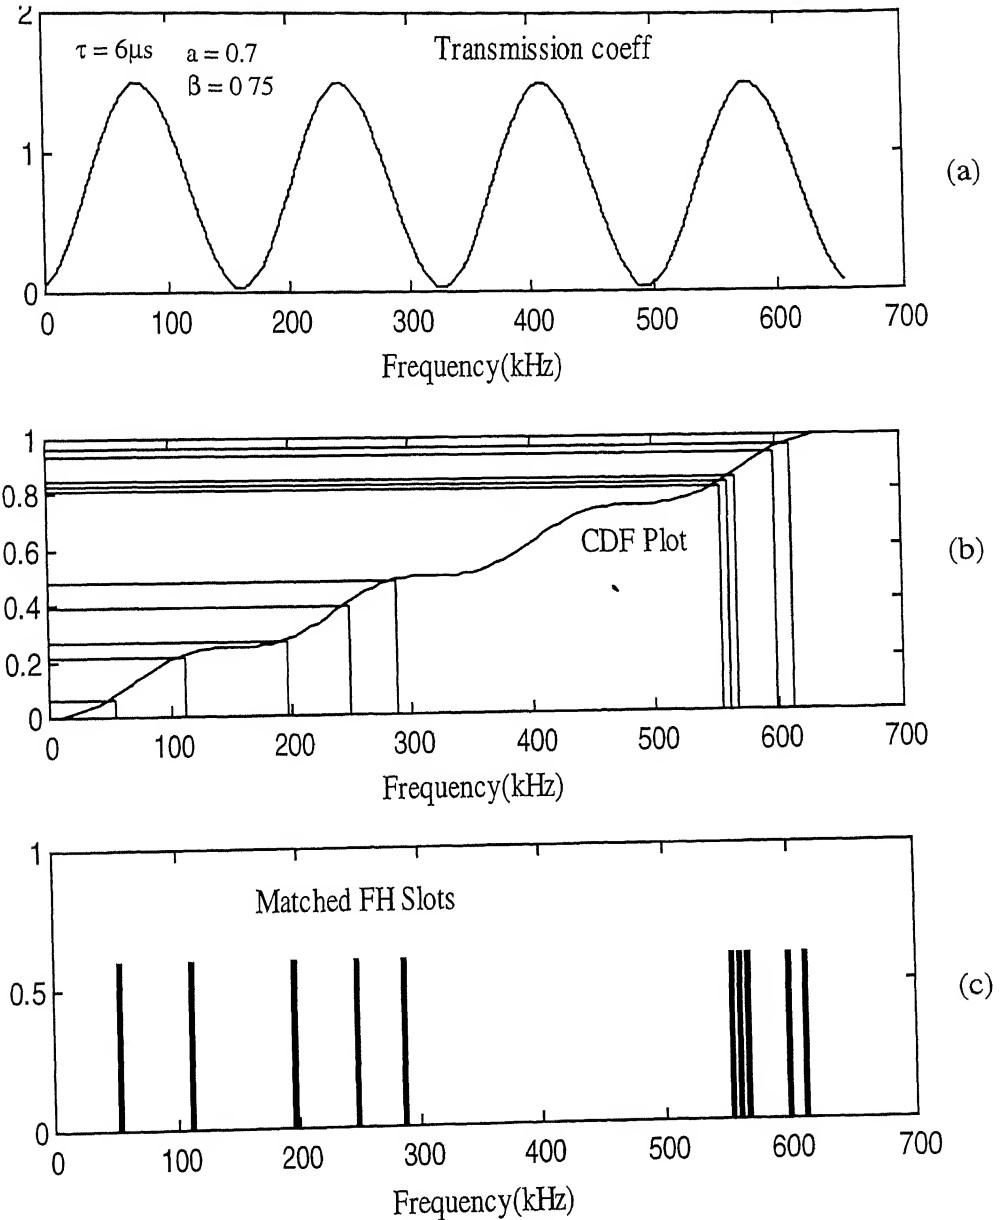 2
τ = 6μs a = 0.7 Transmission coeff
β = 0 75
1
(a)
0
0 100 200 300 400 500 600 700
Frequency(kHz)
1
0.8
0.6
CDF Plot
(b)
0.4
0.2
0
0 100 200 300 400 500 600 700
Frequency(kHz)
1
Matched FH Slots
0.5
(c)
0
0 100 200 300 400 500 600 700
Frequency(kHz)